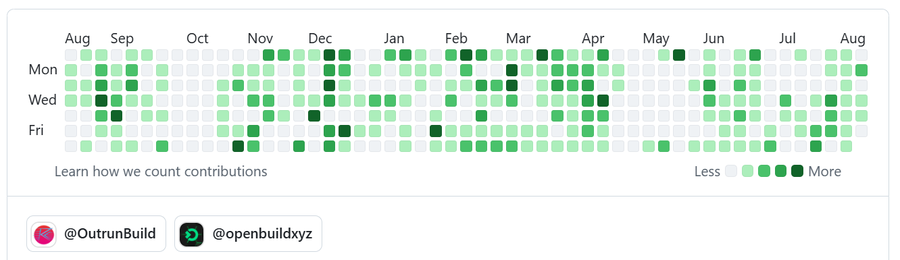 Aug Sep Oct Nov Dec Jan Feb Mar Apr May Jun Jul Aug
Mon
Wed
Fri
Learn how we count contributions Less More
@OutrunBuild @openbuildxyz